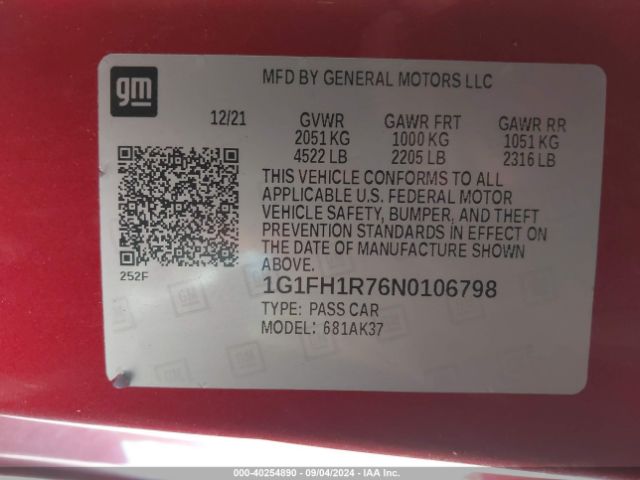 gm
MFD BY GENERAL MOTORS LLC
12/21 GVWR GAWR FRT GAWR RR
2051 KG 1000 KG 1051 KG
4522 LB 2205 LB 2316 LB
THIS VEHICLE CONFORMS TO ALL
APPLICABLE U.S. FEDERAL MOTOR
VEHICLE SAFETY, BUMPER, AND THEFT
PREVENTION STANDARDS IN EFFECT ON
THE DATE OF MANUFACTURE SHOWN
ABOVE.
252F
1G1FH1R76N0106798
TYPE: PASS CAR
MODEL: 681AK37
000-40254890 - 09/04/2024 - IAA Inc.